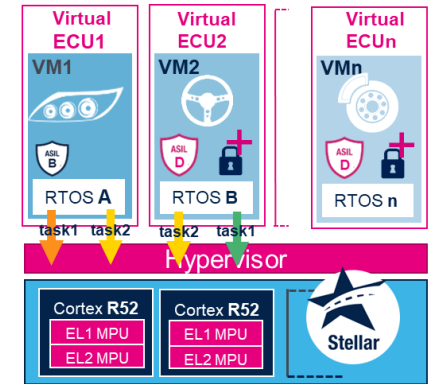 Virtual
ECU1
VM1
ASIL
B
RTOS A
Virtual
ECU2
VM2
ASIL
D
RTOS B
Virtual
ECUn
VMn
ASIL
D
RTOS n
task1 task2
task2 task1
Hypervisor
Cortex R52
EL1 MPU
EL2 MPU
Cortex R52
EL1 MPU
EL2 MPU
Stellar